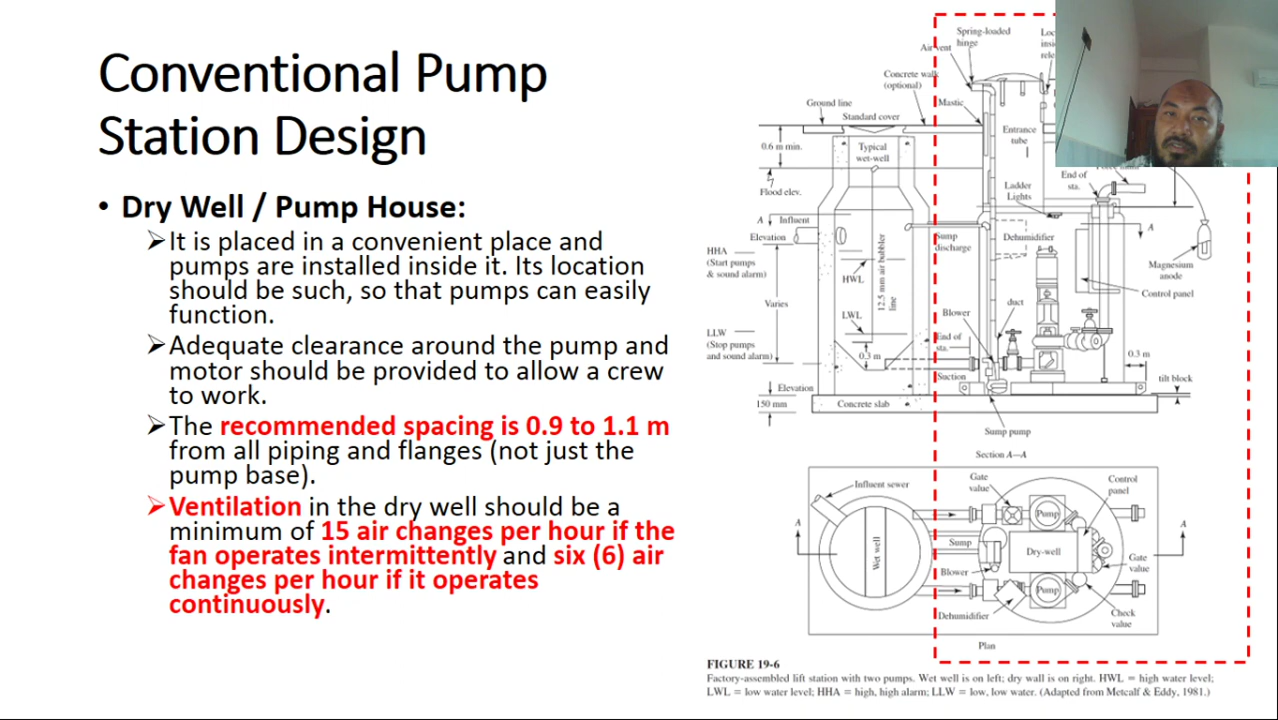 Conventional Pump
Station Design
• Dry Well / Pump House:
➢It is placed in a convenient place and
pumps are installed inside it. Its location
should be such, so that pumps can easily
function.
➢Adequate clearance around the pump and
motor should be provided to allow a crew
to work.
➢The recommended spacing is 0.9 to 1.1 m
from all piping and flanges (not just the
pump base).
➢Ventilation in the dry well should be a
minimum of 15 air changes per hour if the
fan operates intermittently and six (6) air
changes per hour if it operates
continuously.
Spring-loaded
hinge
Air vent
Concrete walk
(optional)
Ground line
Mastic
Standard cover
Entrance
tube
0.6 m min.
Typical
wet-well
End of
sta.
Flood elev.
Ladder
Lights
A
Influent
Elevation
A
Sump
discharge
Dehumidifier
HHA
(Start pumps
& sound alarm)
HWL
12.5 mm air bubbler
line
Magnesium
anode
Control panel
Varies
LWL
Blower
duct
LLW
(Stop pumps
and sound alarm)
End of
sta.
0.3 m
0.3 m
Suction
tilt block
Elevation
150 mm
Concrete slab
Sump pump
Section A—A
Influent sewer
Gate
value
Control
panel
A
Pump
A
Wet well
Sump
Dry-well
Blower
Gate
value
Pump
Dehumidifier
Check
value
Plan
FIGURE 19-6
Factory-assembled lift station with two pumps. Wet well is on left; dry wall is on right. HWL = high water level;
LWL = low water level; HHA = high, high alarm; LLW = low, low water. (Adapted from Metcalf & Eddy, 1981.)